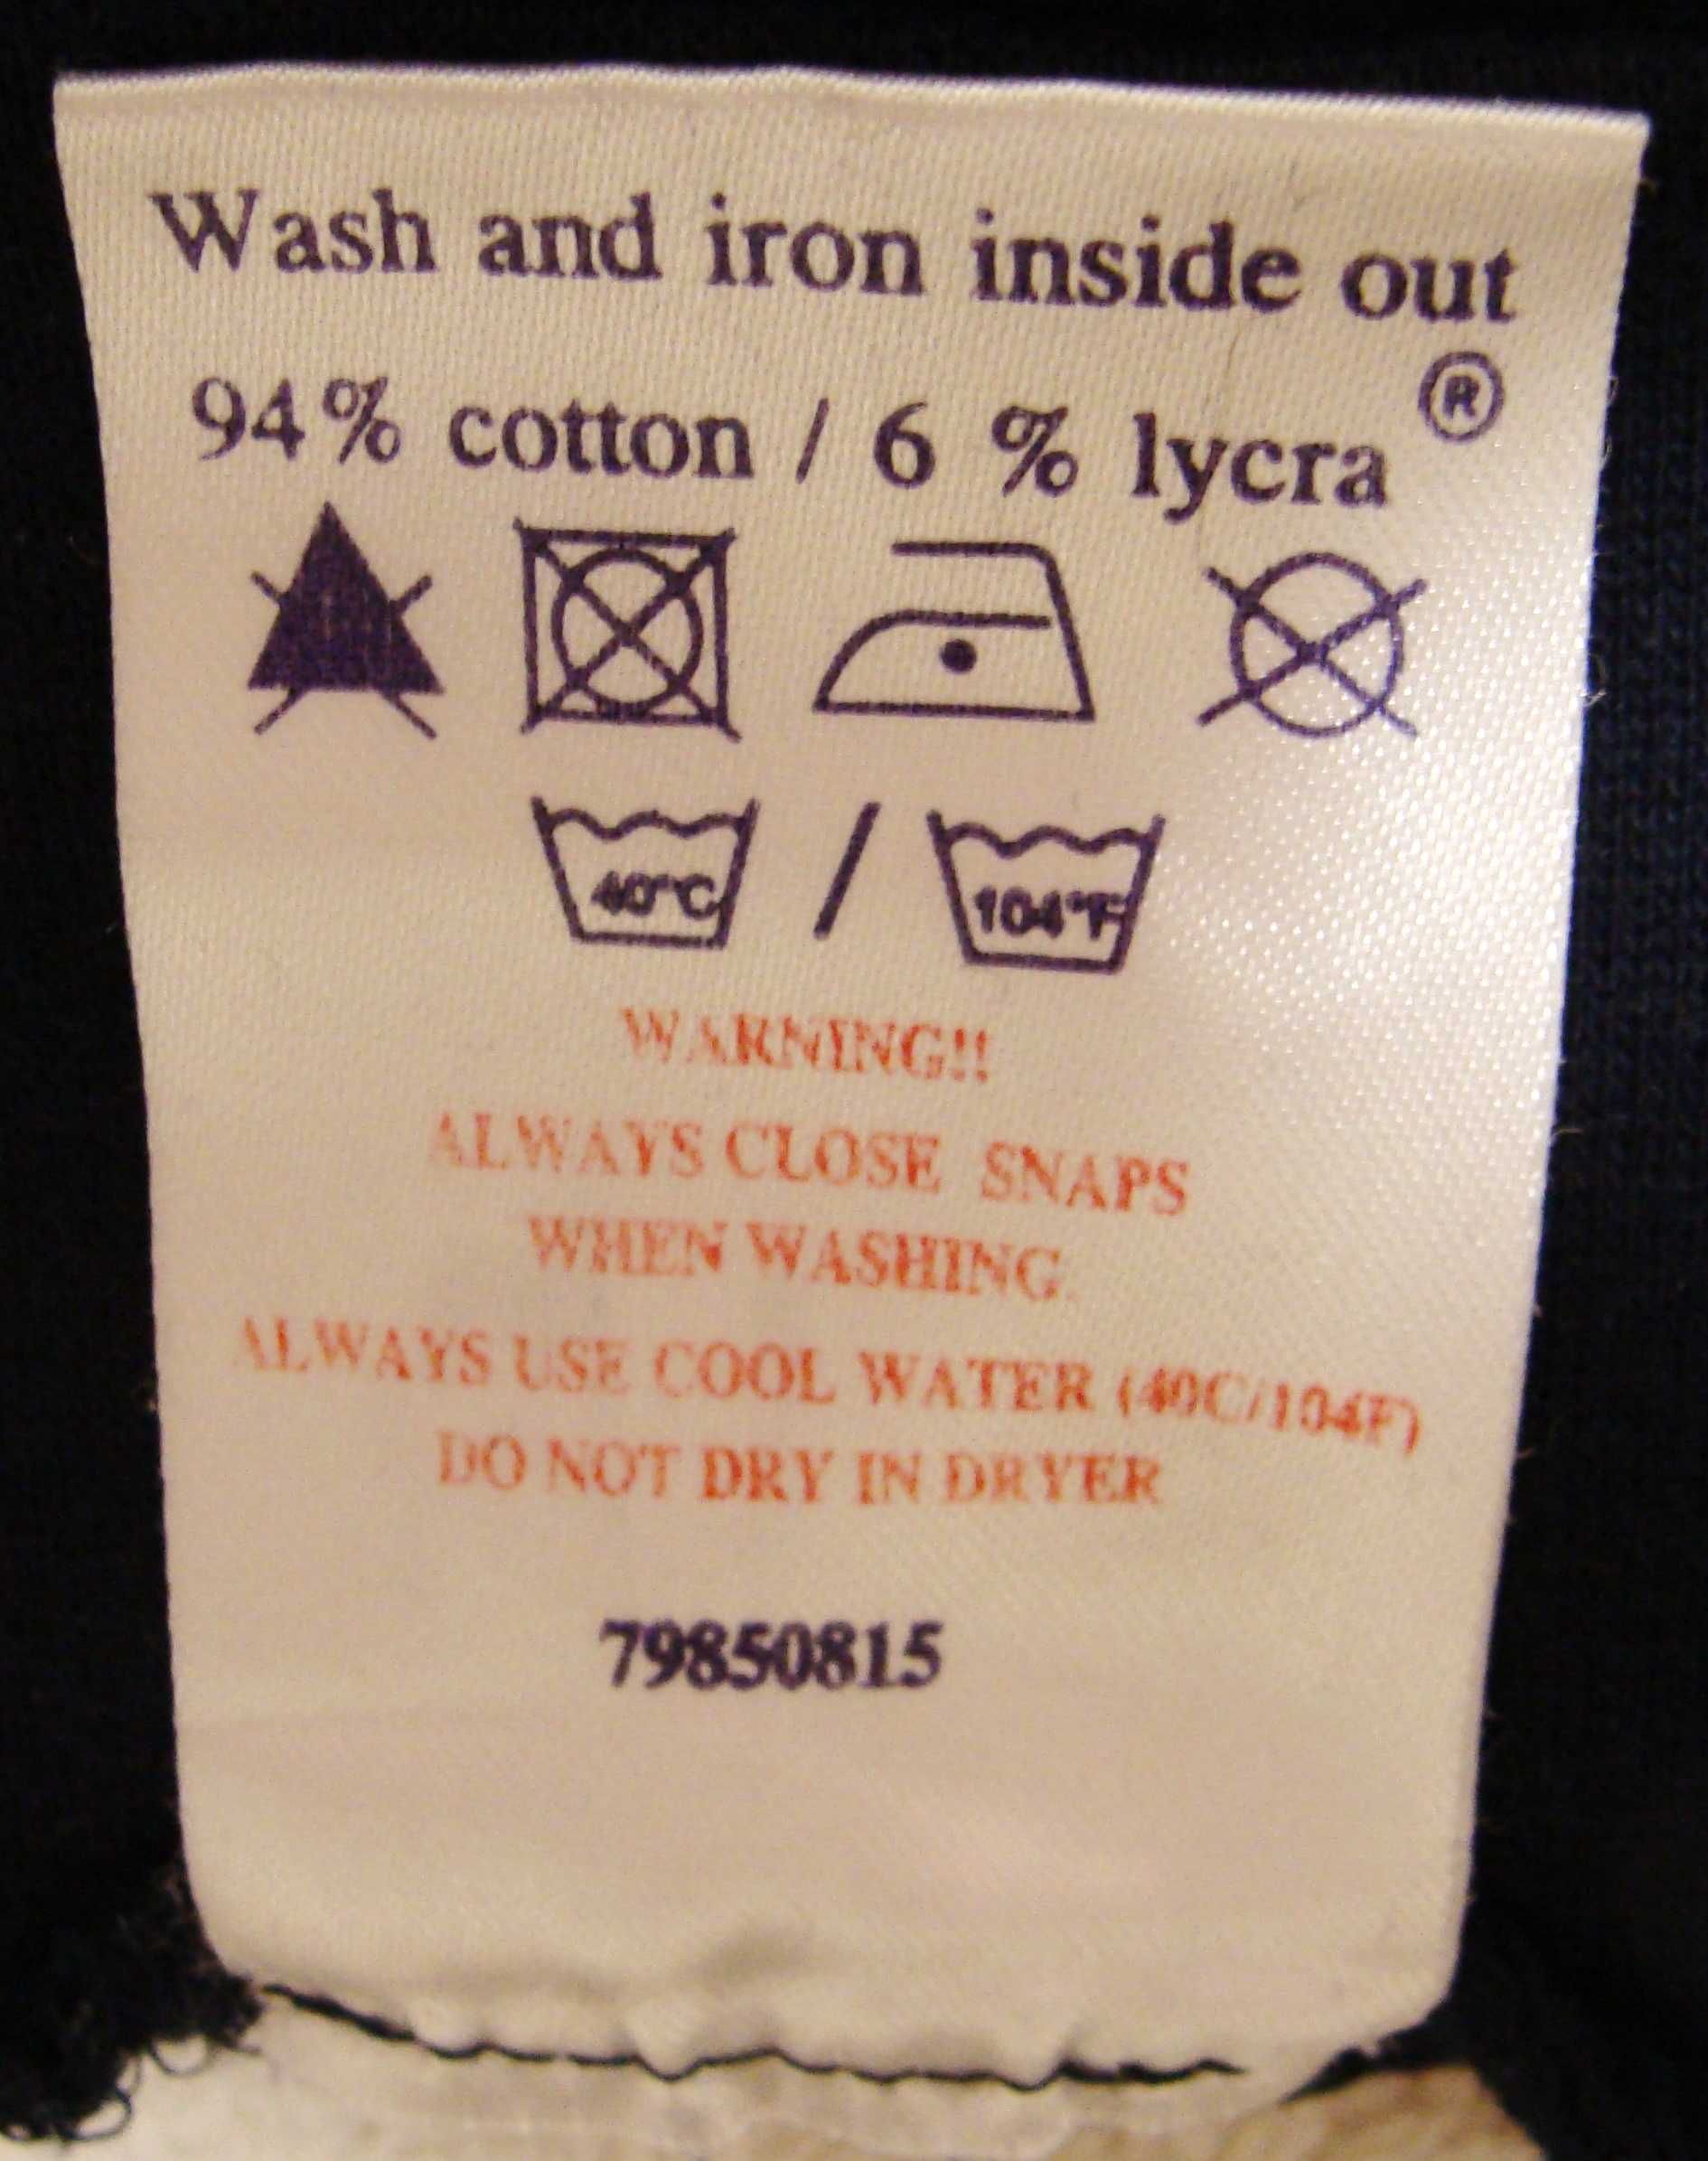 Wash and iron inside out
94% cotton / 6 % lycra ®
40°C / 104°F
WARNING!!
ALWAYS CLOSE SNAPS
WHEN WASHING.
ALWAYS USE COOL WATER (40C/104F)
DO NOT DRY IN DRYER
79850815